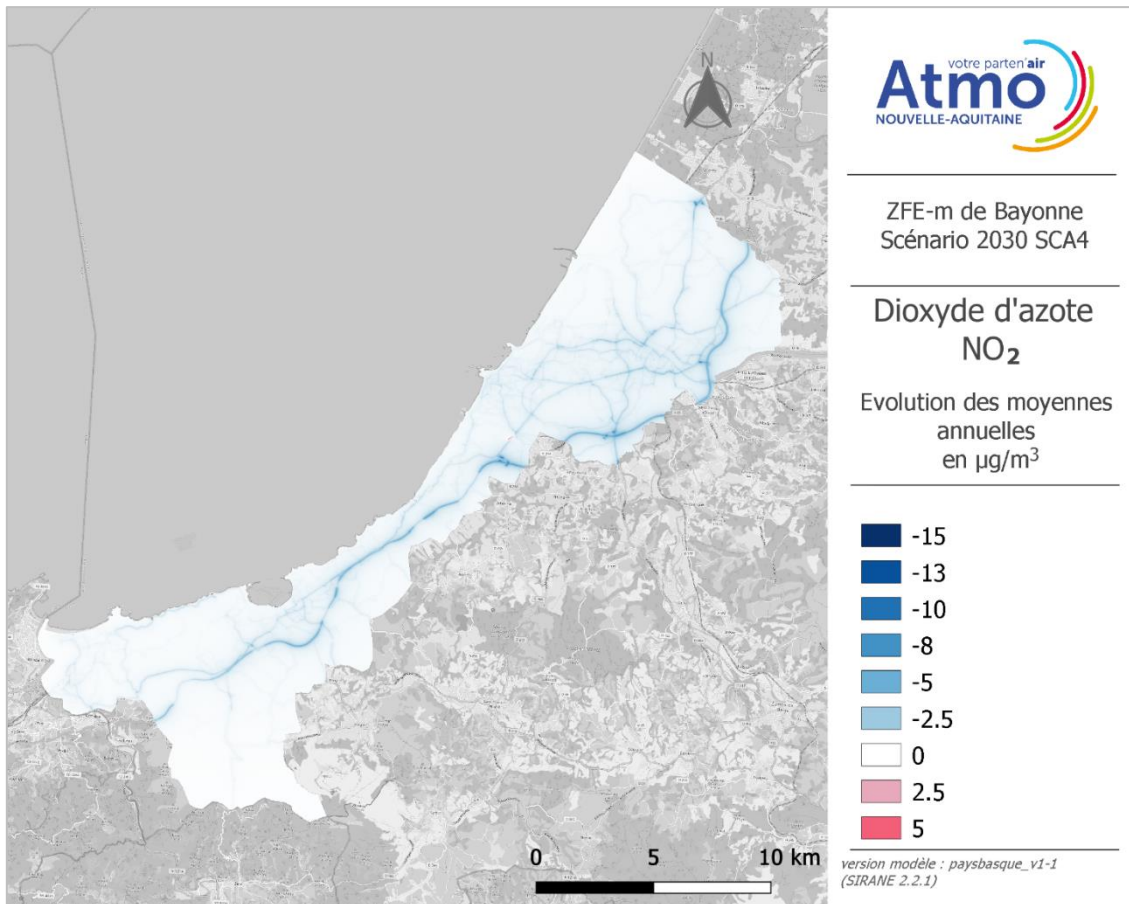 N
votre parten'air
Atmo
NOUVELLE-AQUITAINE
ZFE-m de Bayonne
Scénario 2030 SCA4
Dioxyde d'azote
NO₂
Evolution des moyennes
annuelles
en µg/m³
-15
-13
-10
-8
-5
-2.5
0
2.5
5
0 5 10 km
version modèle : paysbasque_v1-1
(SIRANE 2.2.1)